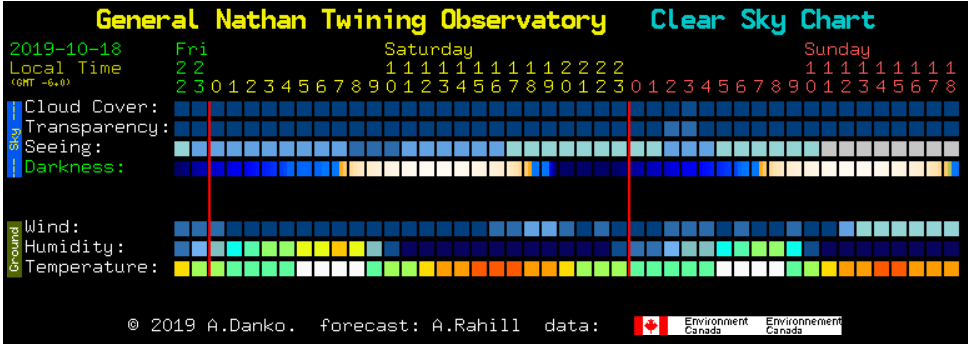 General Nathan Twining Observatory Clear Sky Chart
2019-10-18 Fri Saturday Sunday
Local Time 2 2 1 1 1 1 1 1 1 1 1 1 2 2 2 2 1 1 1 1 1 1 1 1 1
(GMT -6.0) 2 3 0 1 2 3 4 5 6 7 8 9 0 1 2 3 4 5 6 7 8 9 0 1 2 3 0 1 2 3 4 5 6 7 8 9 0 1 2 3 4 5 6 7 8
Sky
Cloud Cover:
Transparency:
Seeing:
Darkness:
Ground
Wind:
Humidity:
Temperature:
© 2019 A.Danko. forecast: A.Rahill data: Environment Canada Environnement Canada